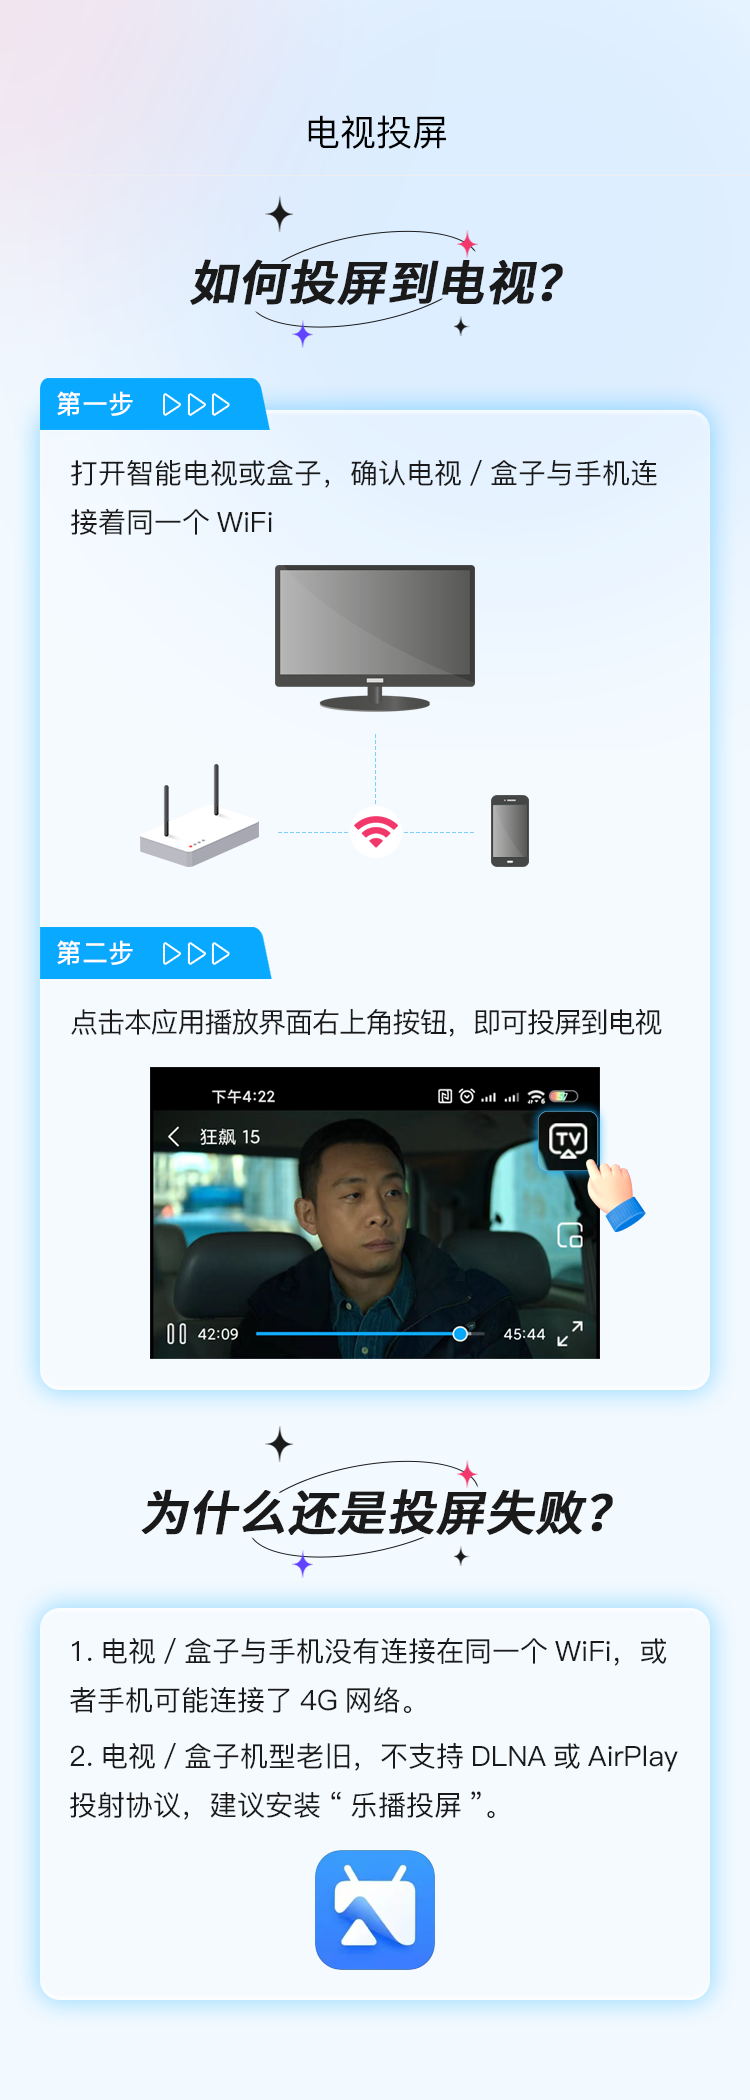 电视投屏
如何投屏到电视?
第一步
打开智能电视或盒子，确认电视 / 盒子与手机连
接着同一个 WiFi
第二步
点击本应用播放界面右上角按钮，即可投屏到电视
下午4:22
狂飙 15
TV
42:09
45:44
为什么还是投屏失败?
1. 电视 / 盒子与手机没有连接在同一个 WiFi，或
者手机可能连接了 4G 网络。
2. 电视 / 盒子机型老旧，不支持 DLNA 或 AirPlay
投射协议，建议安装 “ 乐播投屏 ”。